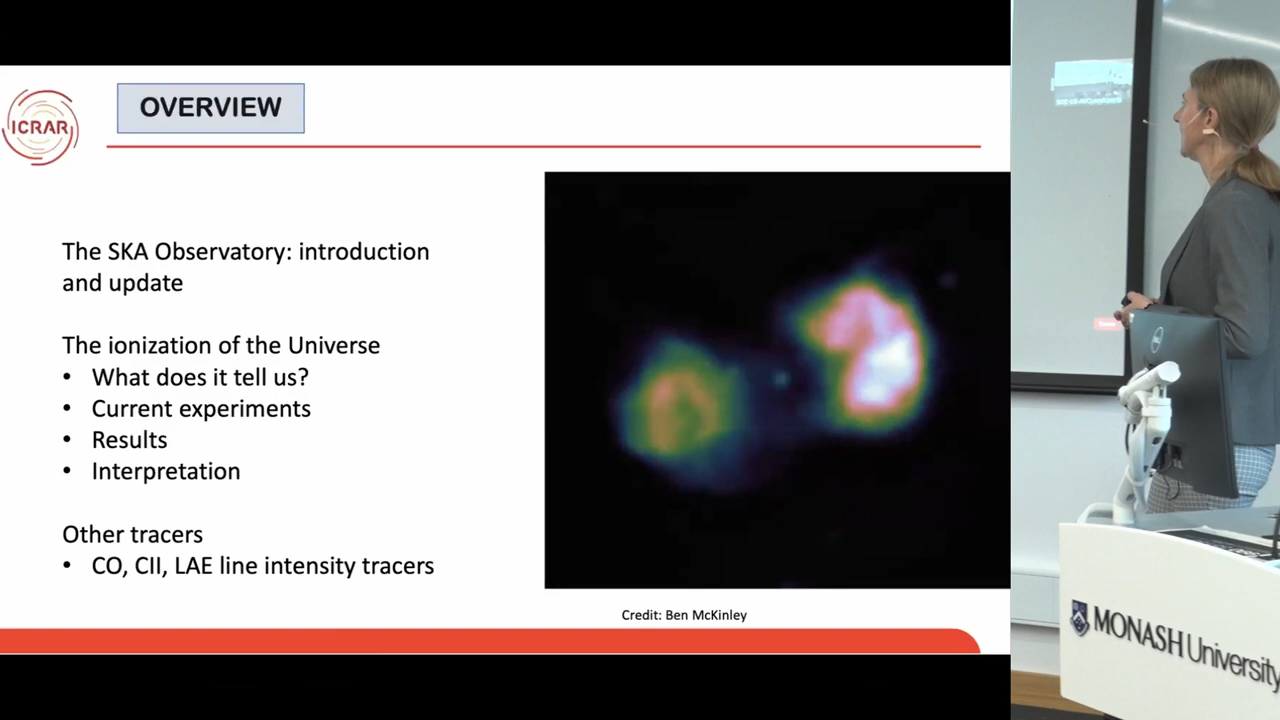 ICRAR
OVERVIEW
The SKA Observatory: introduction
and update
The ionization of the Universe
• What does it tell us?
• Current experiments
• Results
• Interpretation
Other tracers
• CO, CII, LAE line intensity tracers
Credit: Ben McKinley
MONASH University